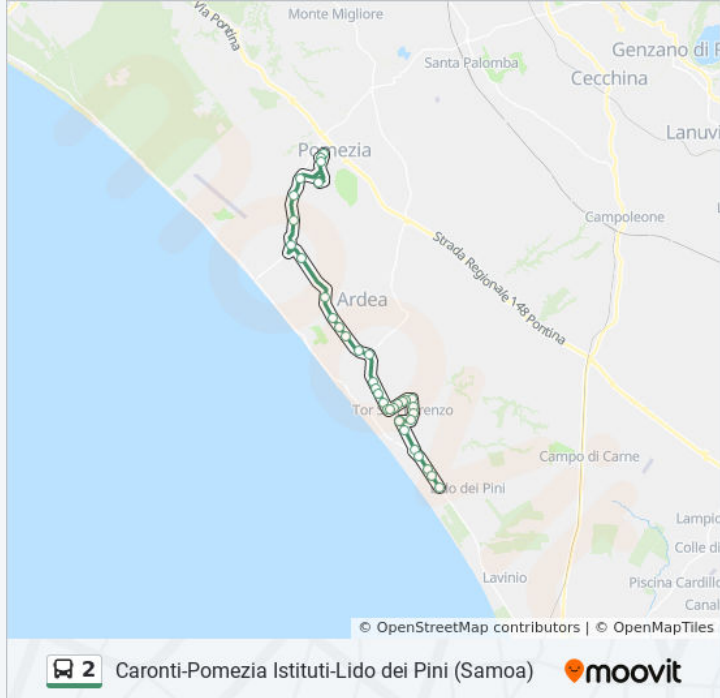 Via Pontina
Monte Migliore
Santa Palomba
Genzano di R
Cecchina
Lanuvi
Pomezia
Campoleone
Strada Regionale 148 Pontina
Ardea
Tor S Lorenzo
Campo di Carne
Lido dei Pini
Lampio
Colle di
Lavinio
Piscina Cardillo
Canal
© OpenStreetMap contributors | © OpenMapTiles
2 Caronti-Pomezia Istituti-Lido dei Pini (Samoa) moovit